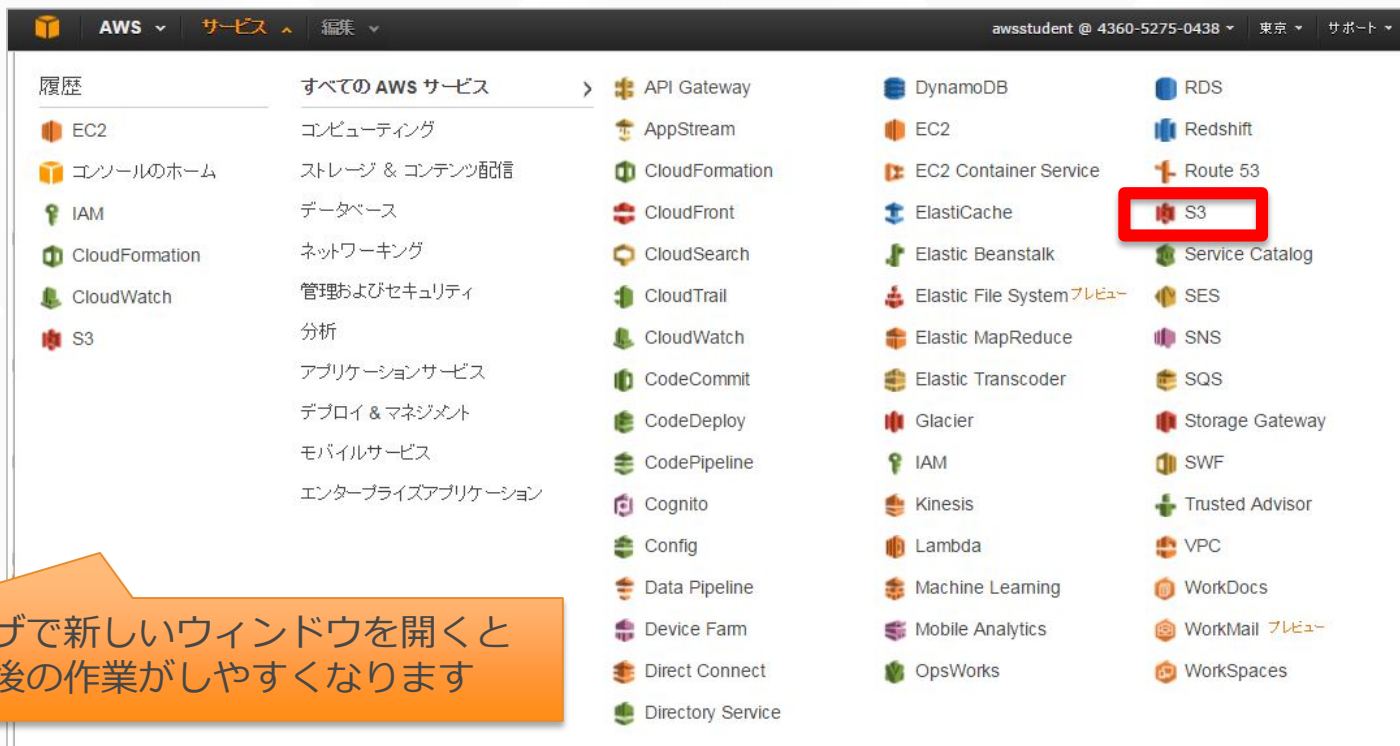 AWS サービス 編集 awsstudent @ 4360-5275-0438 東京 サポート
履歴
EC2
コンソールのホーム
IAM
CloudFormation
CloudWatch
S3
すべての AWS サービス
コンピューティング
ストレージ & コンテンツ配信
データベース
ネットワーキング
管理およびセキュリティ
分析
アプリケーションサービス
デプロイ & マネジメント
モバイルサービス
エンタープライズアプリケーション
API Gateway
AppStream
CloudFormation
CloudFront
CloudSearch
CloudTrail
CloudWatch
CodeCommit
CodeDeploy
CodePipeline
Cognito
Config
Data Pipeline
Device Farm
Direct Connect
Directory Service
DynamoDB
EC2
EC2 Container Service
ElastiCache
Elastic Beanstalk
Elastic File System プレビュー
Elastic MapReduce
Elastic Transcoder
Glacier
IAM
Kinesis
Lambda
Machine Learning
Mobile Analytics
OpsWorks
RDS
Redshift
Route 53
S3
Service Catalog
SES
SNS
SQS
Storage Gateway
SWF
Trusted Advisor
VPC
WorkDocs
WorkMail プレビュー
WorkSpaces
ザで新しいウィンドウを開くと
後の作業がしやすくなります